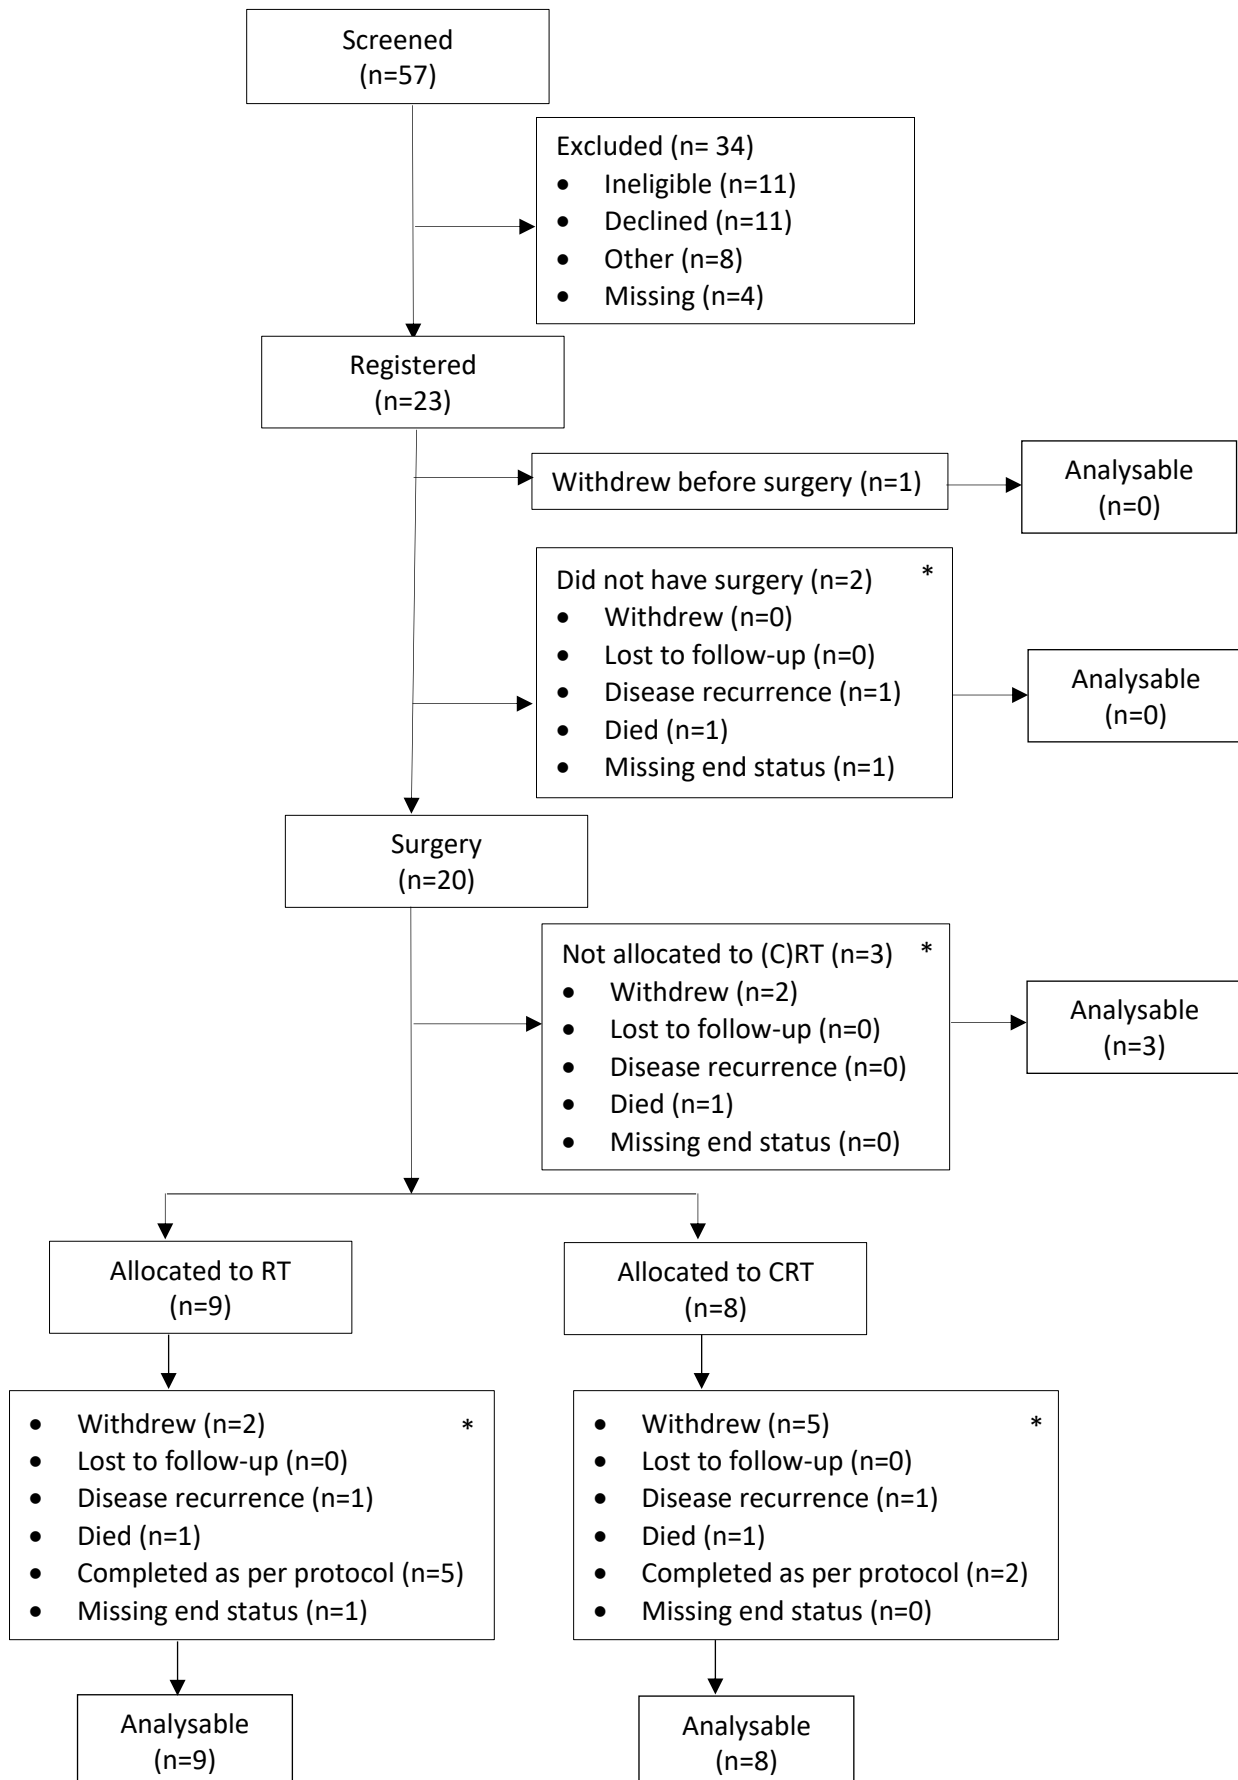 Screened
(n=57)
Excluded (n= 34)
• Ineligible (n=11)
• Declined (n=11)
• Other (n=8)
• Missing (n=4)
Registered
(n=23)
Withdrew before surgery (n=1)
Analysable
(n=0)
Did not have surgery (n=2) *
• Withdrew (n=0)
• Lost to follow-up (n=0)
• Disease recurrence (n=1)
• Died (n=1)
• Missing end status (n=1)
Analysable
(n=0)
Surgery
(n=20)
Not allocated to (C)RT (n=3) *
• Withdrew (n=2)
• Lost to follow-up (n=0)
• Disease recurrence (n=0)
• Died (n=1)
• Missing end status (n=0)
Analysable
(n=3)
Allocated to RT
(n=9)
Allocated to CRT
(n=8)
• Withdrew (n=2) *
• Lost to follow-up (n=0)
• Disease recurrence (n=1)
• Died (n=1)
• Completed as per protocol (n=5)
• Missing end status (n=1)
• Withdrew (n=5) *
• Lost to follow-up (n=0)
• Disease recurrence (n=1)
• Died (n=1)
• Completed as per protocol (n=2)
• Missing end status (n=0)
Analysable
(n=9)
Analysable
(n=8)